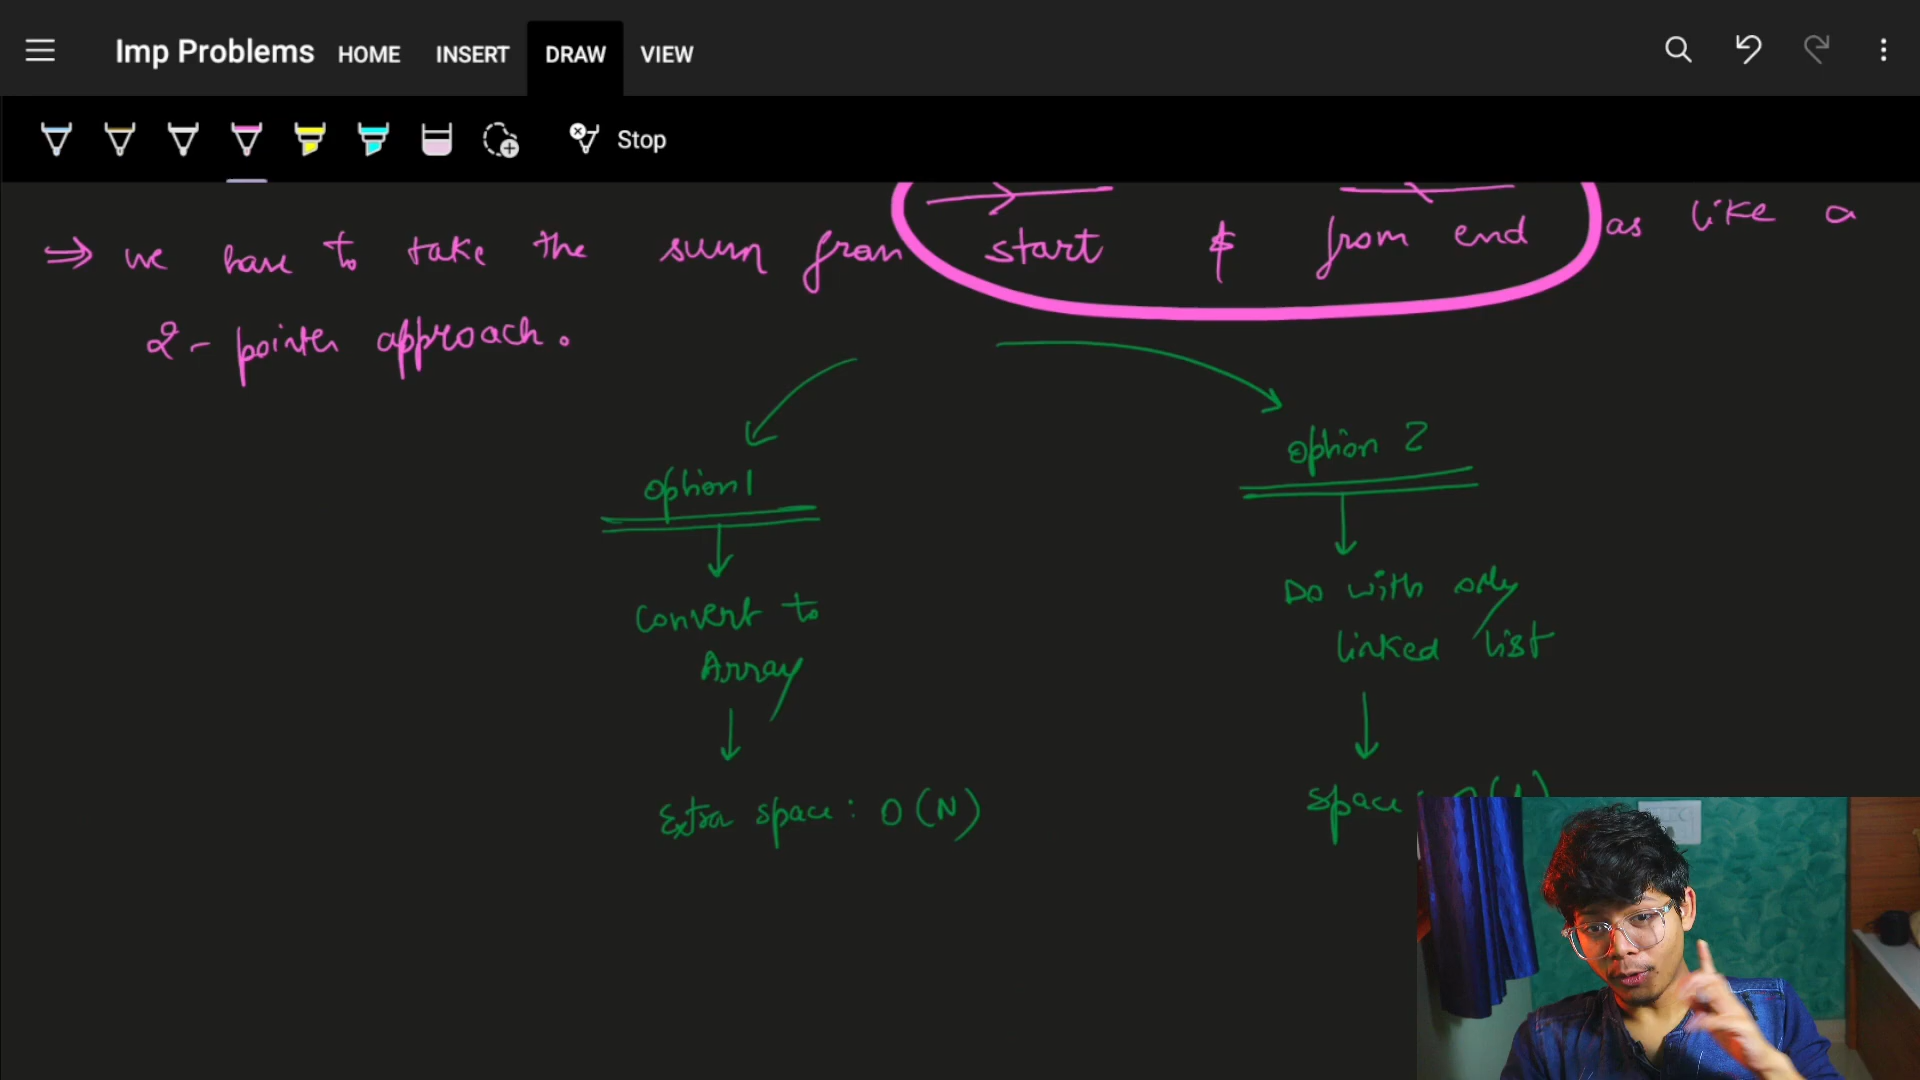 Imp Problems HOME INSERT DRAW VIEW
Stop
⇒ we have to take the sum from start & from end as like a
2- pointer approach.
option 1
option 2
convert to
Array
Do with only
linked list
Extra space: O(N)
space: